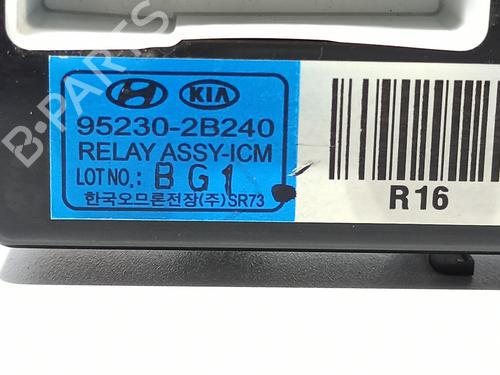 HYUNDAI KIA
95230-2B240
RELAY ASSY-ICM
LOT NO.: BG1
한국오므론전장(주)SR73
R16
B-PARTS